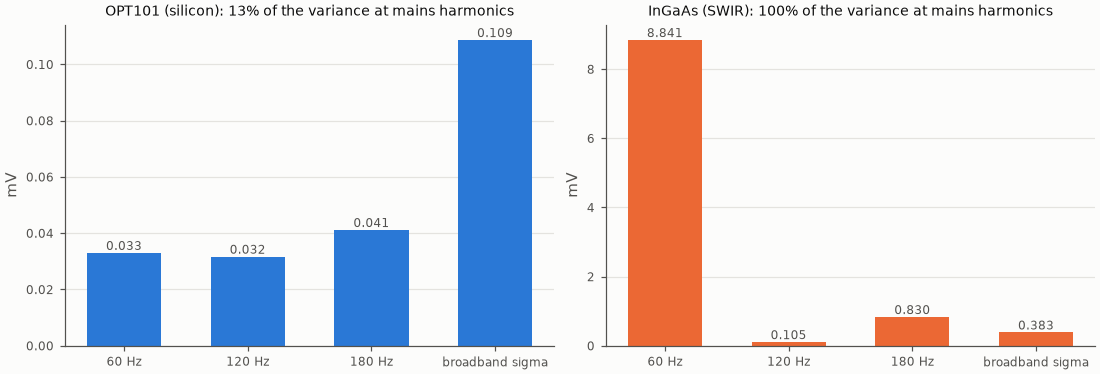 OPT101 (silicon): 13% of the variance at mains harmonics
mV
0.10
0.08
0.06
0.04
0.02
0.00
0.033
0.032
0.041
0.109
60 Hz
120 Hz
180 Hz
broadband sigma
InGaAs (SWIR): 100% of the variance at mains harmonics
mV
8
6
4
2
0
8.841
0.105
0.830
0.383
60 Hz
120 Hz
180 Hz
broadband sigma